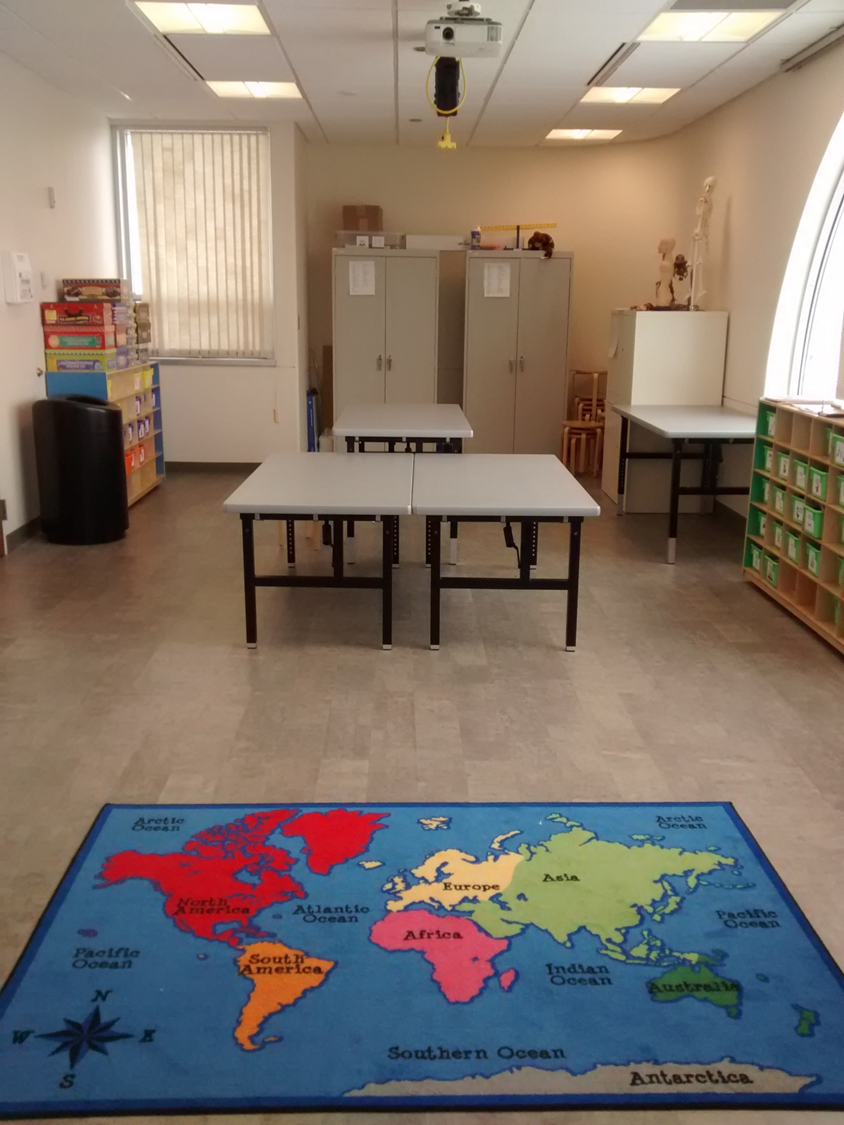 Arctic
Ocean
Arctic
Ocean
North
America
Atlantic
Ocean
Europe
Asia
Pacific
Ocean
Africa
Pacific
Ocean
South
America
Indian
Ocean
Australia
N
W
E
S
Southern Ocean
Antarctica